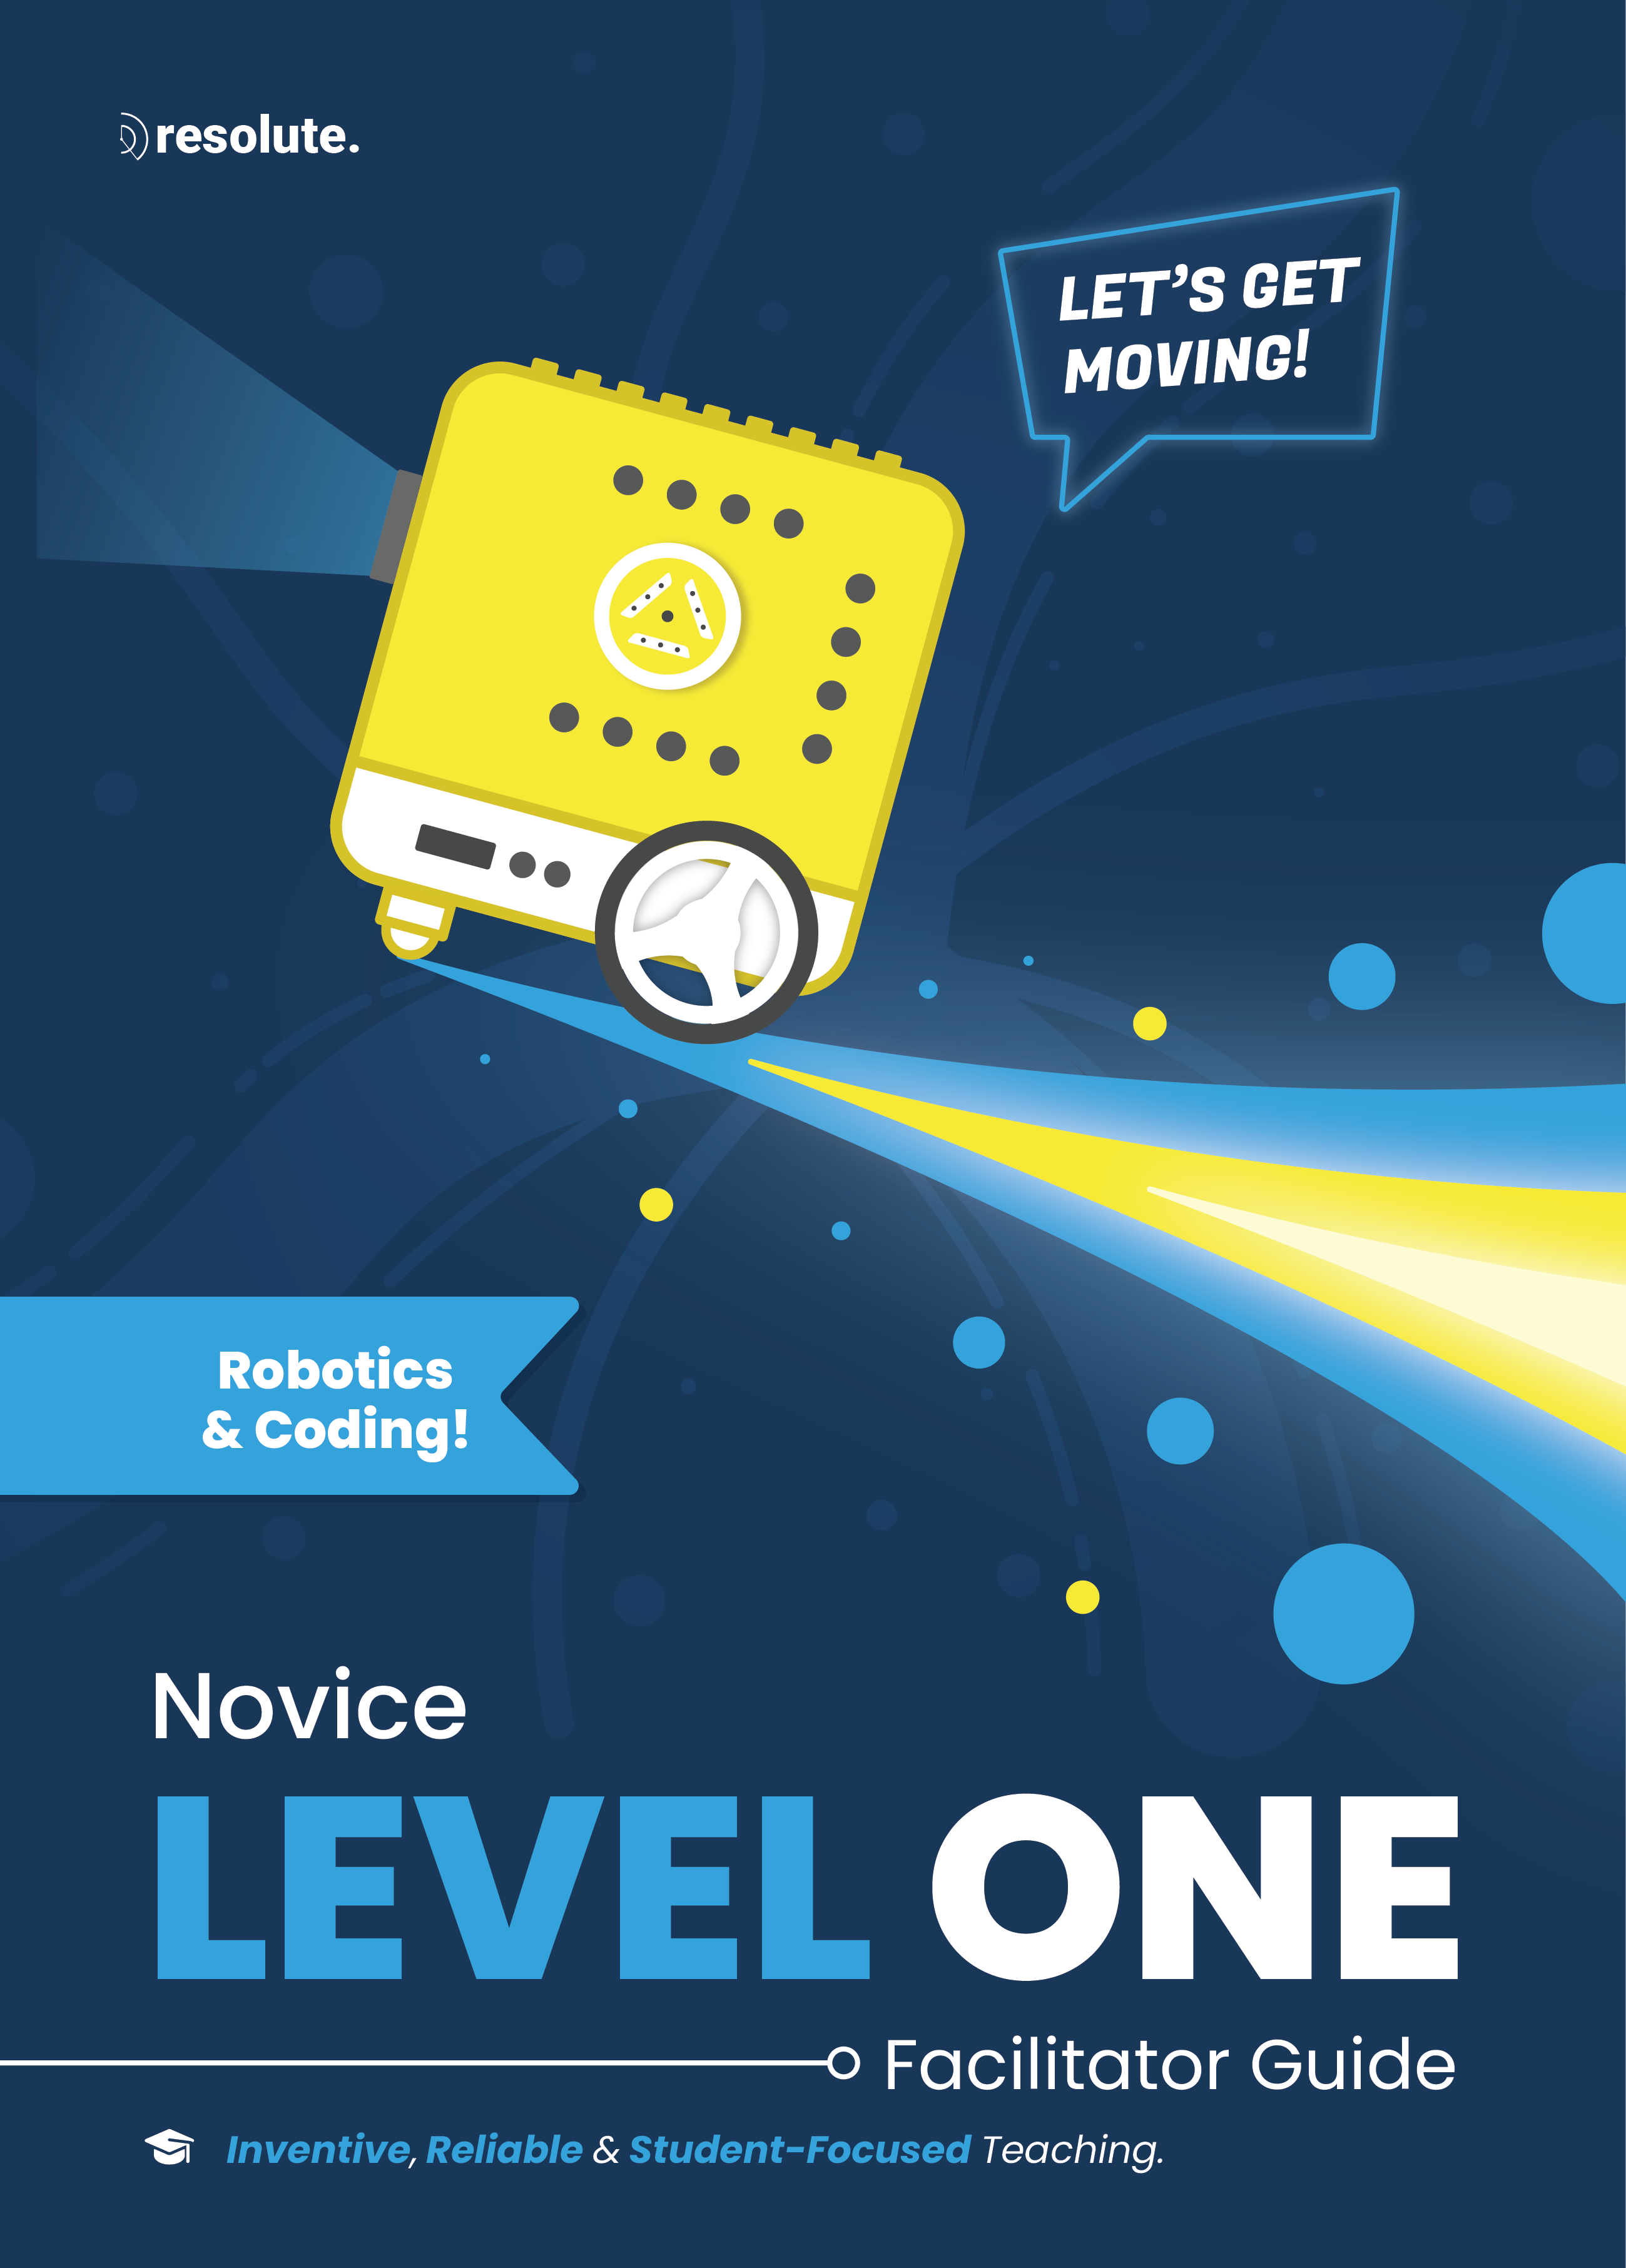 resolute.
LET'S GET
MOVING!
Robotics
& Coding!
Novice
LEVEL ONE
Facilitator Guide
Inventive, Reliable & Student-Focused Teaching.